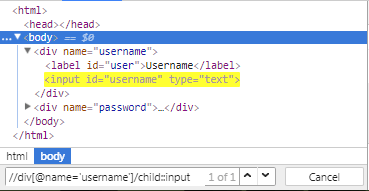 <html>
<head></head>
... ▼<body> == $0
▼<div name="username">
<label id="user">Username</label>
<input id="username" type="text">
</div>
▶<div name="password">…</div>
</body>
</html>
html body
//div[@name='username']/child::input 1 of 1 Cancel